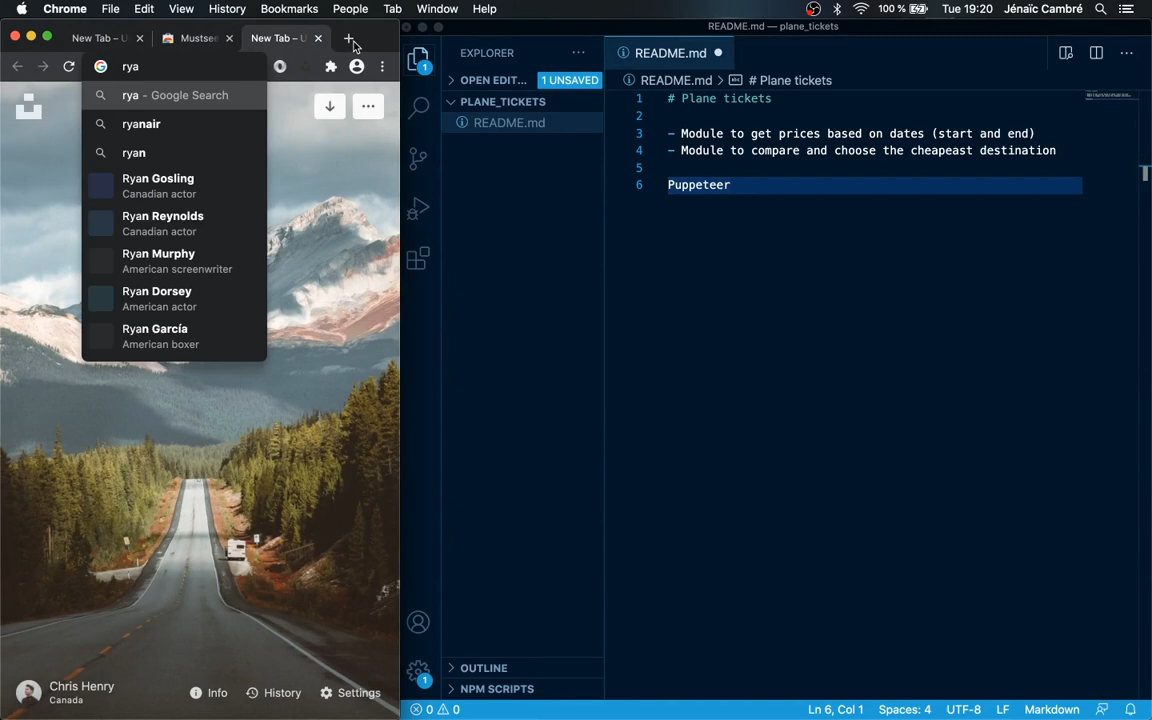 Chrome File Edit View History Bookmarks People Tab Window Help 100 % Tue 19:20 Jénaïc Cambré
New Tab – U Mustsee New Tab – U
README.md — plane_tickets
rya
rya - Google Search
ryanair
ryan
Ryan Gosling
Canadian actor
Ryan Reynolds
Canadian actor
Ryan Murphy
American screenwriter
Ryan Dorsey
American actor
Ryan García
American boxer
Chris Henry
Canada
Info History Settings
EXPLORER
OPEN EDIT... 1 UNSAVED
PLANE_TICKETS
README.md
1
OUTLINE
NPM SCRIPTS
1
README.md
README.md > # Plane tickets
1 # Plane tickets
2
3 - Module to get prices based on dates (start and end)
4 - Module to compare and choose the cheapeast destination
5
6 Puppeteer
0 0 Ln 6, Col 1 Spaces: 4 UTF-8 LF Markdown